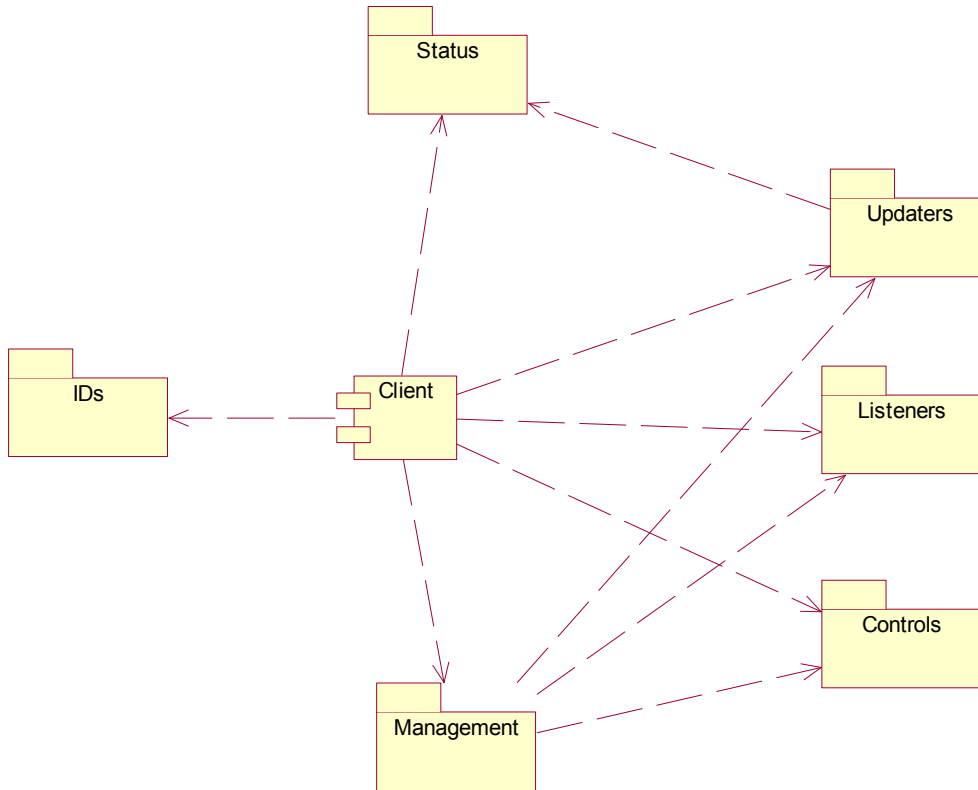 Status
Updaters
IDs
Client
Listeners
Controls
Management